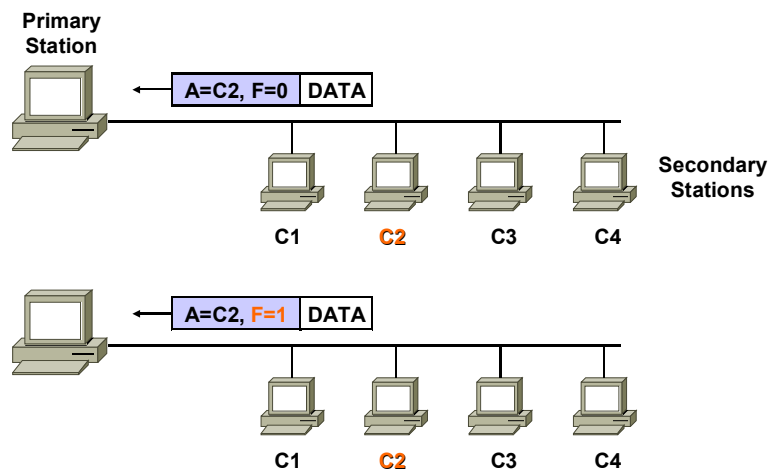 Primary
Station
A=C2, F=0 DATA
Secondary
Stations
C1 C2 C3 C4
A=C2, F=1 DATA
C1 C2 C3 C4